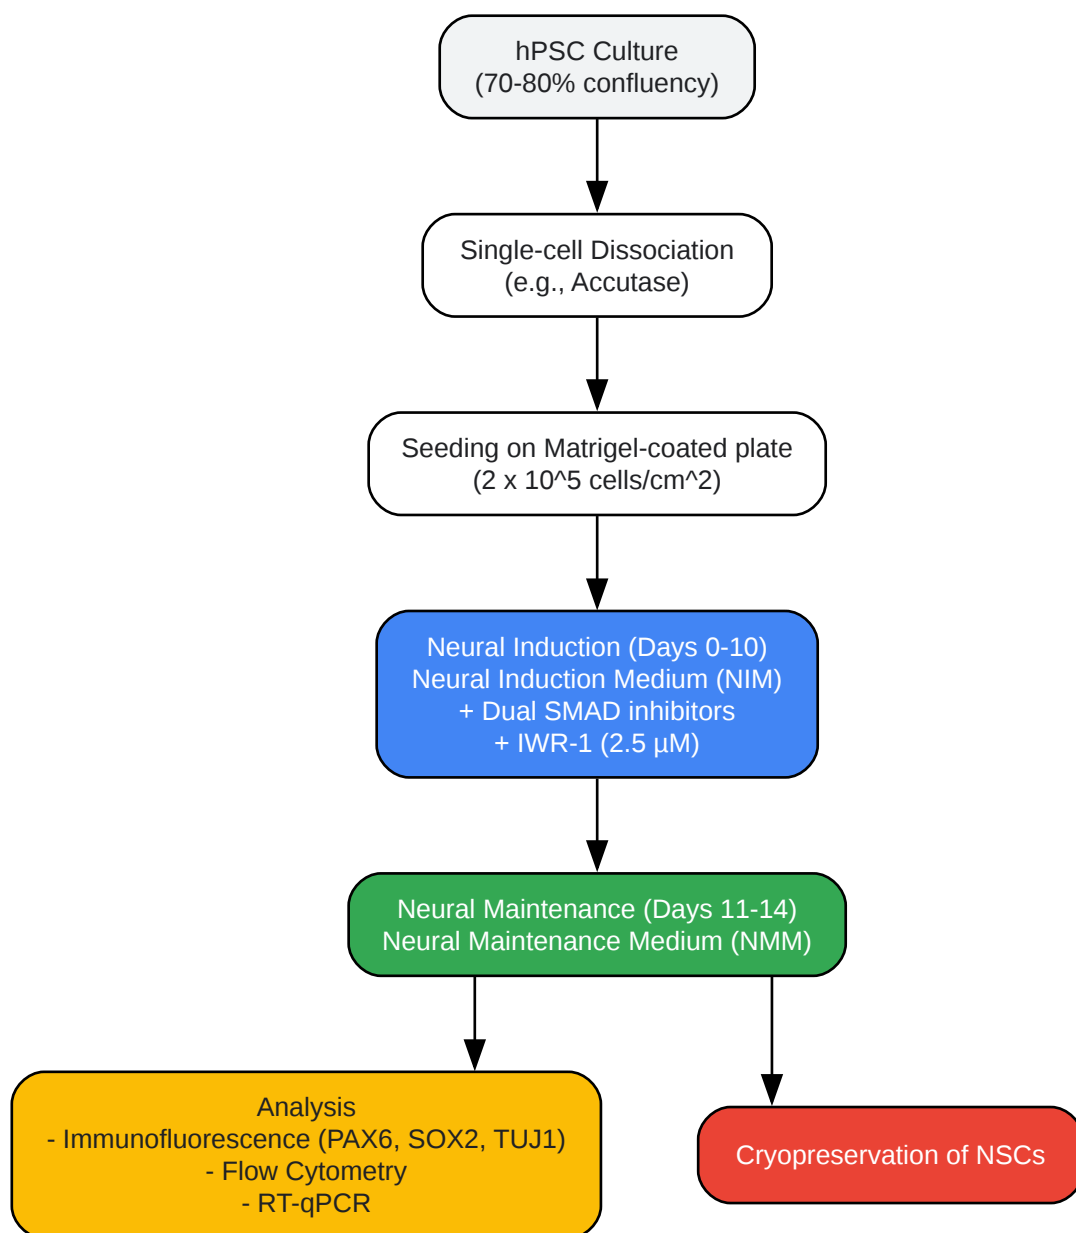 hPSC Culture
(70-80% confluency)
Single-cell Dissociation
(e.g., Accutase)
Seeding on Matrigel-coated plate
(2 x 10^5 cells/cm^2)
Neural Induction (Days 0-10)
Neural Induction Medium (NIM)
+ Dual SMAD inhibitors
+ IWR-1 (2.5 µM)
Neural Maintenance (Days 11-14)
Neural Maintenance Medium (NMM)
Analysis
- Immunofluorescence (PAX6, SOX2, TUJ1)
- Flow Cytometry
- RT-qPCR
Cryopreservation of NSCs